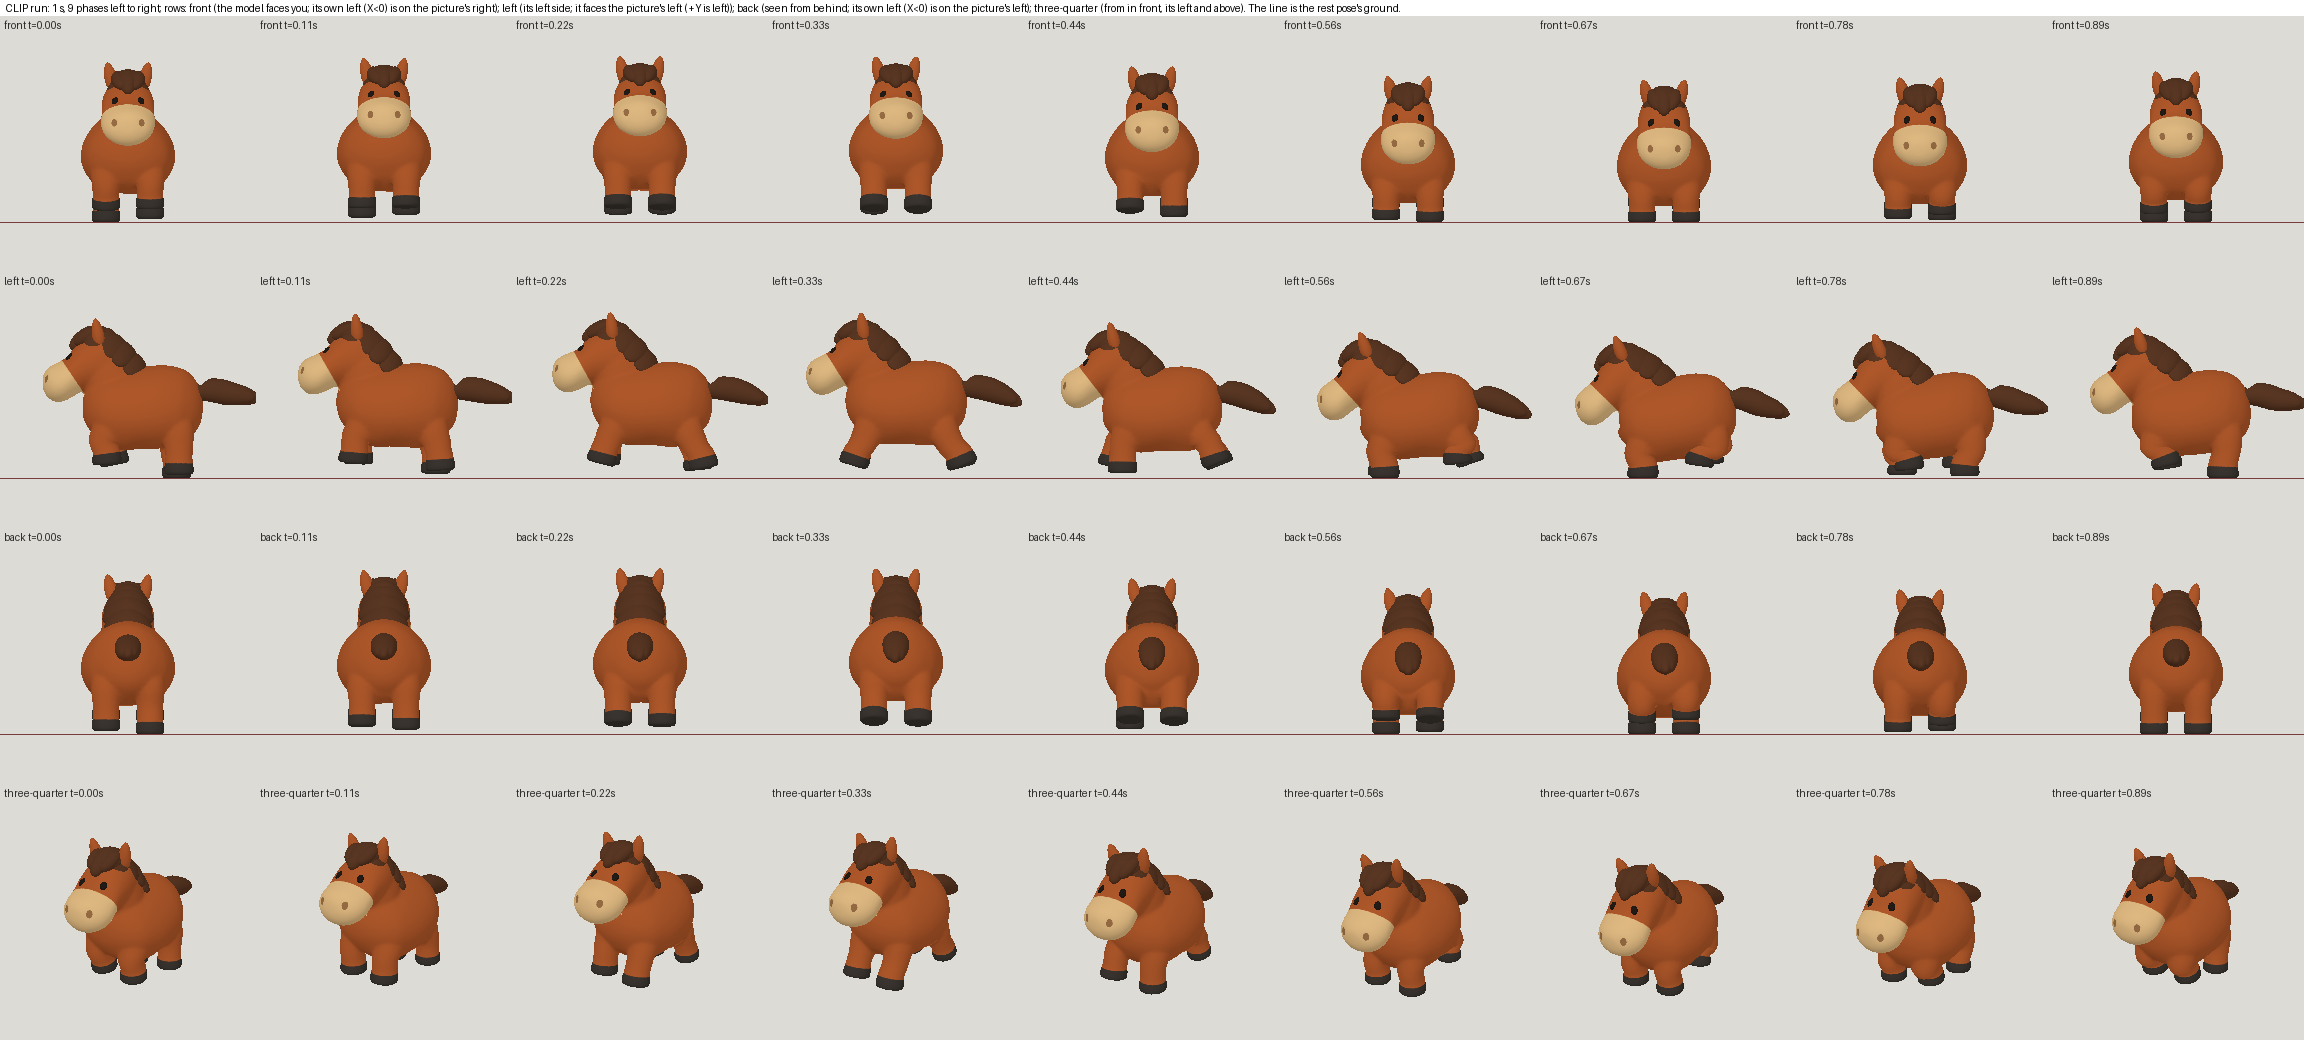 CLIP run: 1 s, 9 phases left to right; rows: front (the model faces you; its own left (X<0) is on the picture's right); left (its left side; it faces the picture's left (+Y is left)); back (seen from behind; its own left (X<0) is on the picture's left); three-quarter (from in front, its left and above). The line is the rest pose's ground.
front t=0.00s front t=0.11s front t=0.22s front t=0.33s front t=0.44s front t=0.56s front t=0.67s front t=0.78s front t=0.89s
left t=0.00s left t=0.11s left t=0.22s left t=0.33s left t=0.44s left t=0.56s left t=0.67s left t=0.78s left t=0.89s
back t=0.00s back t=0.11s back t=0.22s back t=0.33s back t=0.44s back t=0.56s back t=0.67s back t=0.78s back t=0.89s
three-quarter t=0.00s three-quarter t=0.11s three-quarter t=0.22s three-quarter t=0.33s three-quarter t=0.44s three-quarter t=0.56s three-quarter t=0.67s three-quarter t=0.78s three-quarter t=0.89s